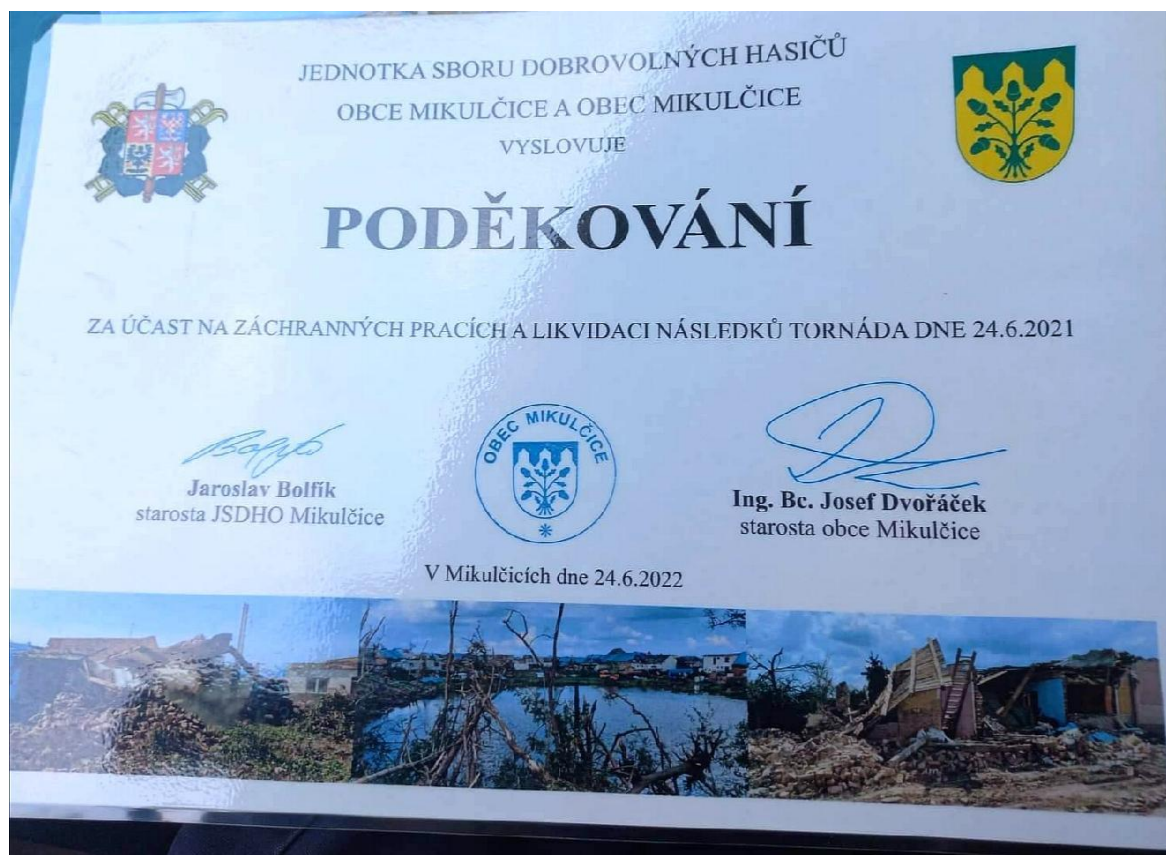 JEDNOTKA SBORU DOBROVOLNÝCH HASIČŮ
OBCE MIKULČICE A OBEC MIKULČICE
VYSLOVUJE
PODĚKOVÁNÍ
ZA ÚČAST NA ZÁCHRANNÝCH PRACÍCH A LIKVIDACI NÁSLEDKŮ TORNÁDA DNE 24.6.2021
OBEC MIKULČICE
Jaroslav Bolfík
starosta JSDHO Mikulčice
Ing. Bc. Josef Dvořáček
starosta obce Mikulčice
V Mikulčicích dne 24.6.2022